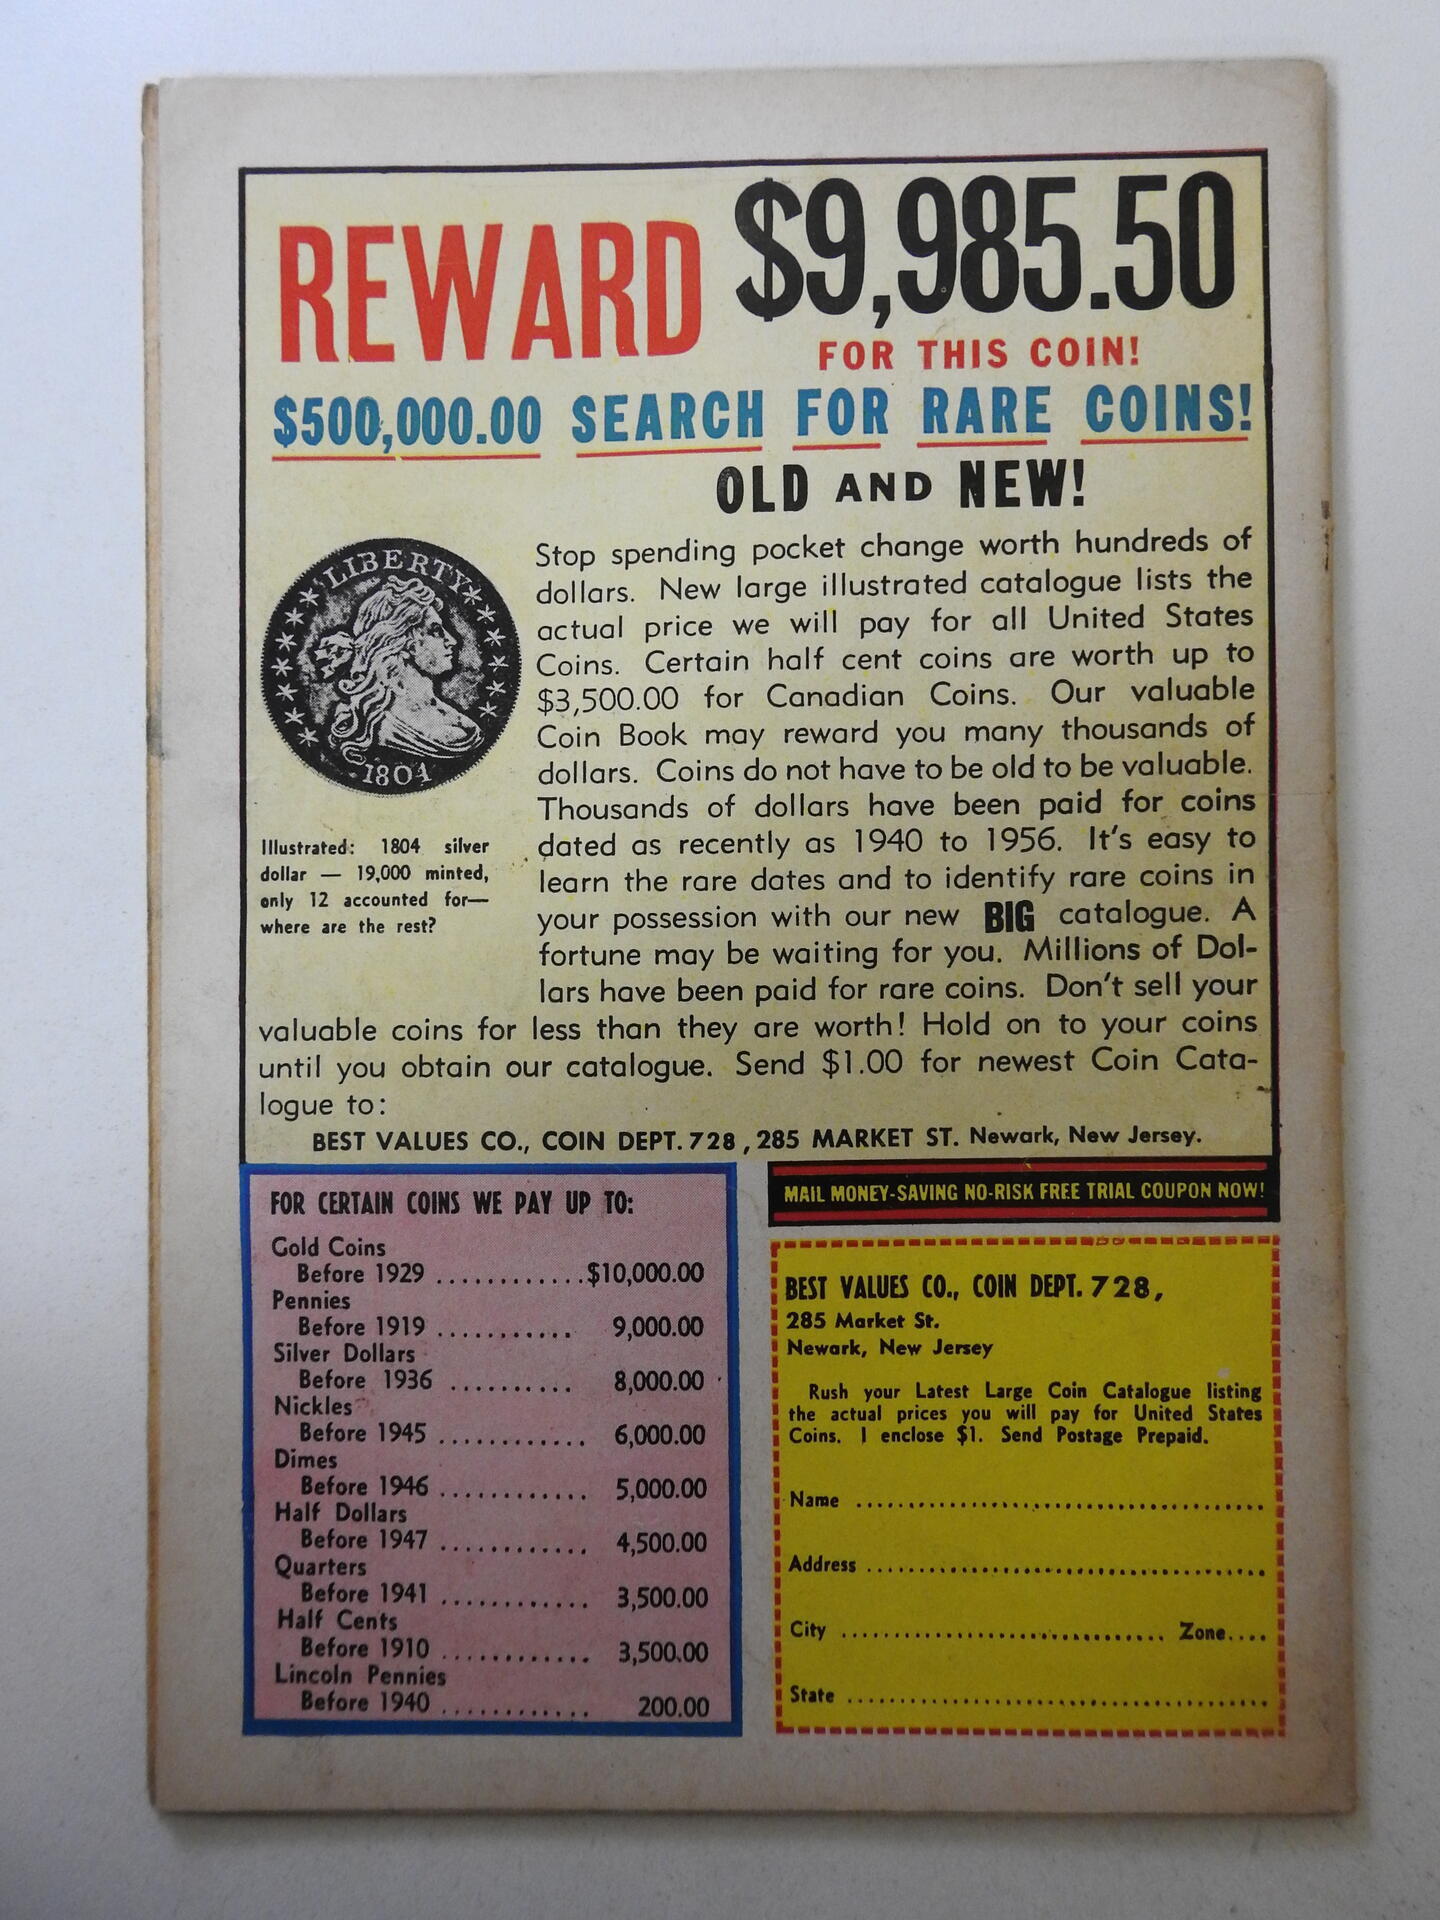 REWARD $9,985.50
FOR THIS COIN!
$500,000.00 SEARCH FOR RARE COINS!
OLD AND NEW!
LIBERTY
1804
Illustrated: 1804 silver
dollar — 19,000 minted,
only 12 accounted for—
where are the rest?
Stop spending pocket change worth hundreds of
dollars. New large illustrated catalogue lists the
actual price we will pay for all United States
Coins. Certain half cent coins are worth up to
$3,500.00 for Canadian Coins. Our valuable
Coin Book may reward you many thousands of
dollars. Coins do not have to be old to be valuable.
Thousands of dollars have been paid for coins
dated as recently as 1940 to 1956. It's easy to
learn the rare dates and to identify rare coins in
your possession with our new BIG catalogue. A
fortune may be waiting for you. Millions of Dol-
lars have been paid for rare coins. Don't sell your
valuable coins for less than they are worth! Hold on to your coins
until you obtain our catalogue. Send $1.00 for newest Coin Cata-
logue to:
BEST VALUES CO., COIN DEPT. 728, 285 MARKET ST. Newark, New Jersey.
FOR CERTAIN COINS WE PAY UP TO:
Gold Coins
Before 1929 ............$10,000.00
Pennies
Before 1919 ........... 9,000.00
Silver Dollars
Before 1936 .......... 8,000.00
Nickles
Before 1945 ............ 6,000.00
Dimes
Before 1946 ............ 5,000.00
Half Dollars
Before 1947 ............ 4,500.00
Quarters
Before 1941 ............ 3,500.00
Half Cents
Before 1910 ............ 3,500.00
Lincoln Pennies
Before 1940 ............ 200.00
MAIL MONEY-SAVING NO-RISK FREE TRIAL COUPON NOW!
BEST VALUES CO., COIN DEPT. 728,
285 Market St.
Newark, New Jersey
Rush your Latest Large Coin Catalogue listing
the actual prices you will pay for United States
Coins. I enclose $1. Send Postage Prepaid.
Name ....................................
Address ...................................
City ............................. Zone....
State .....................................